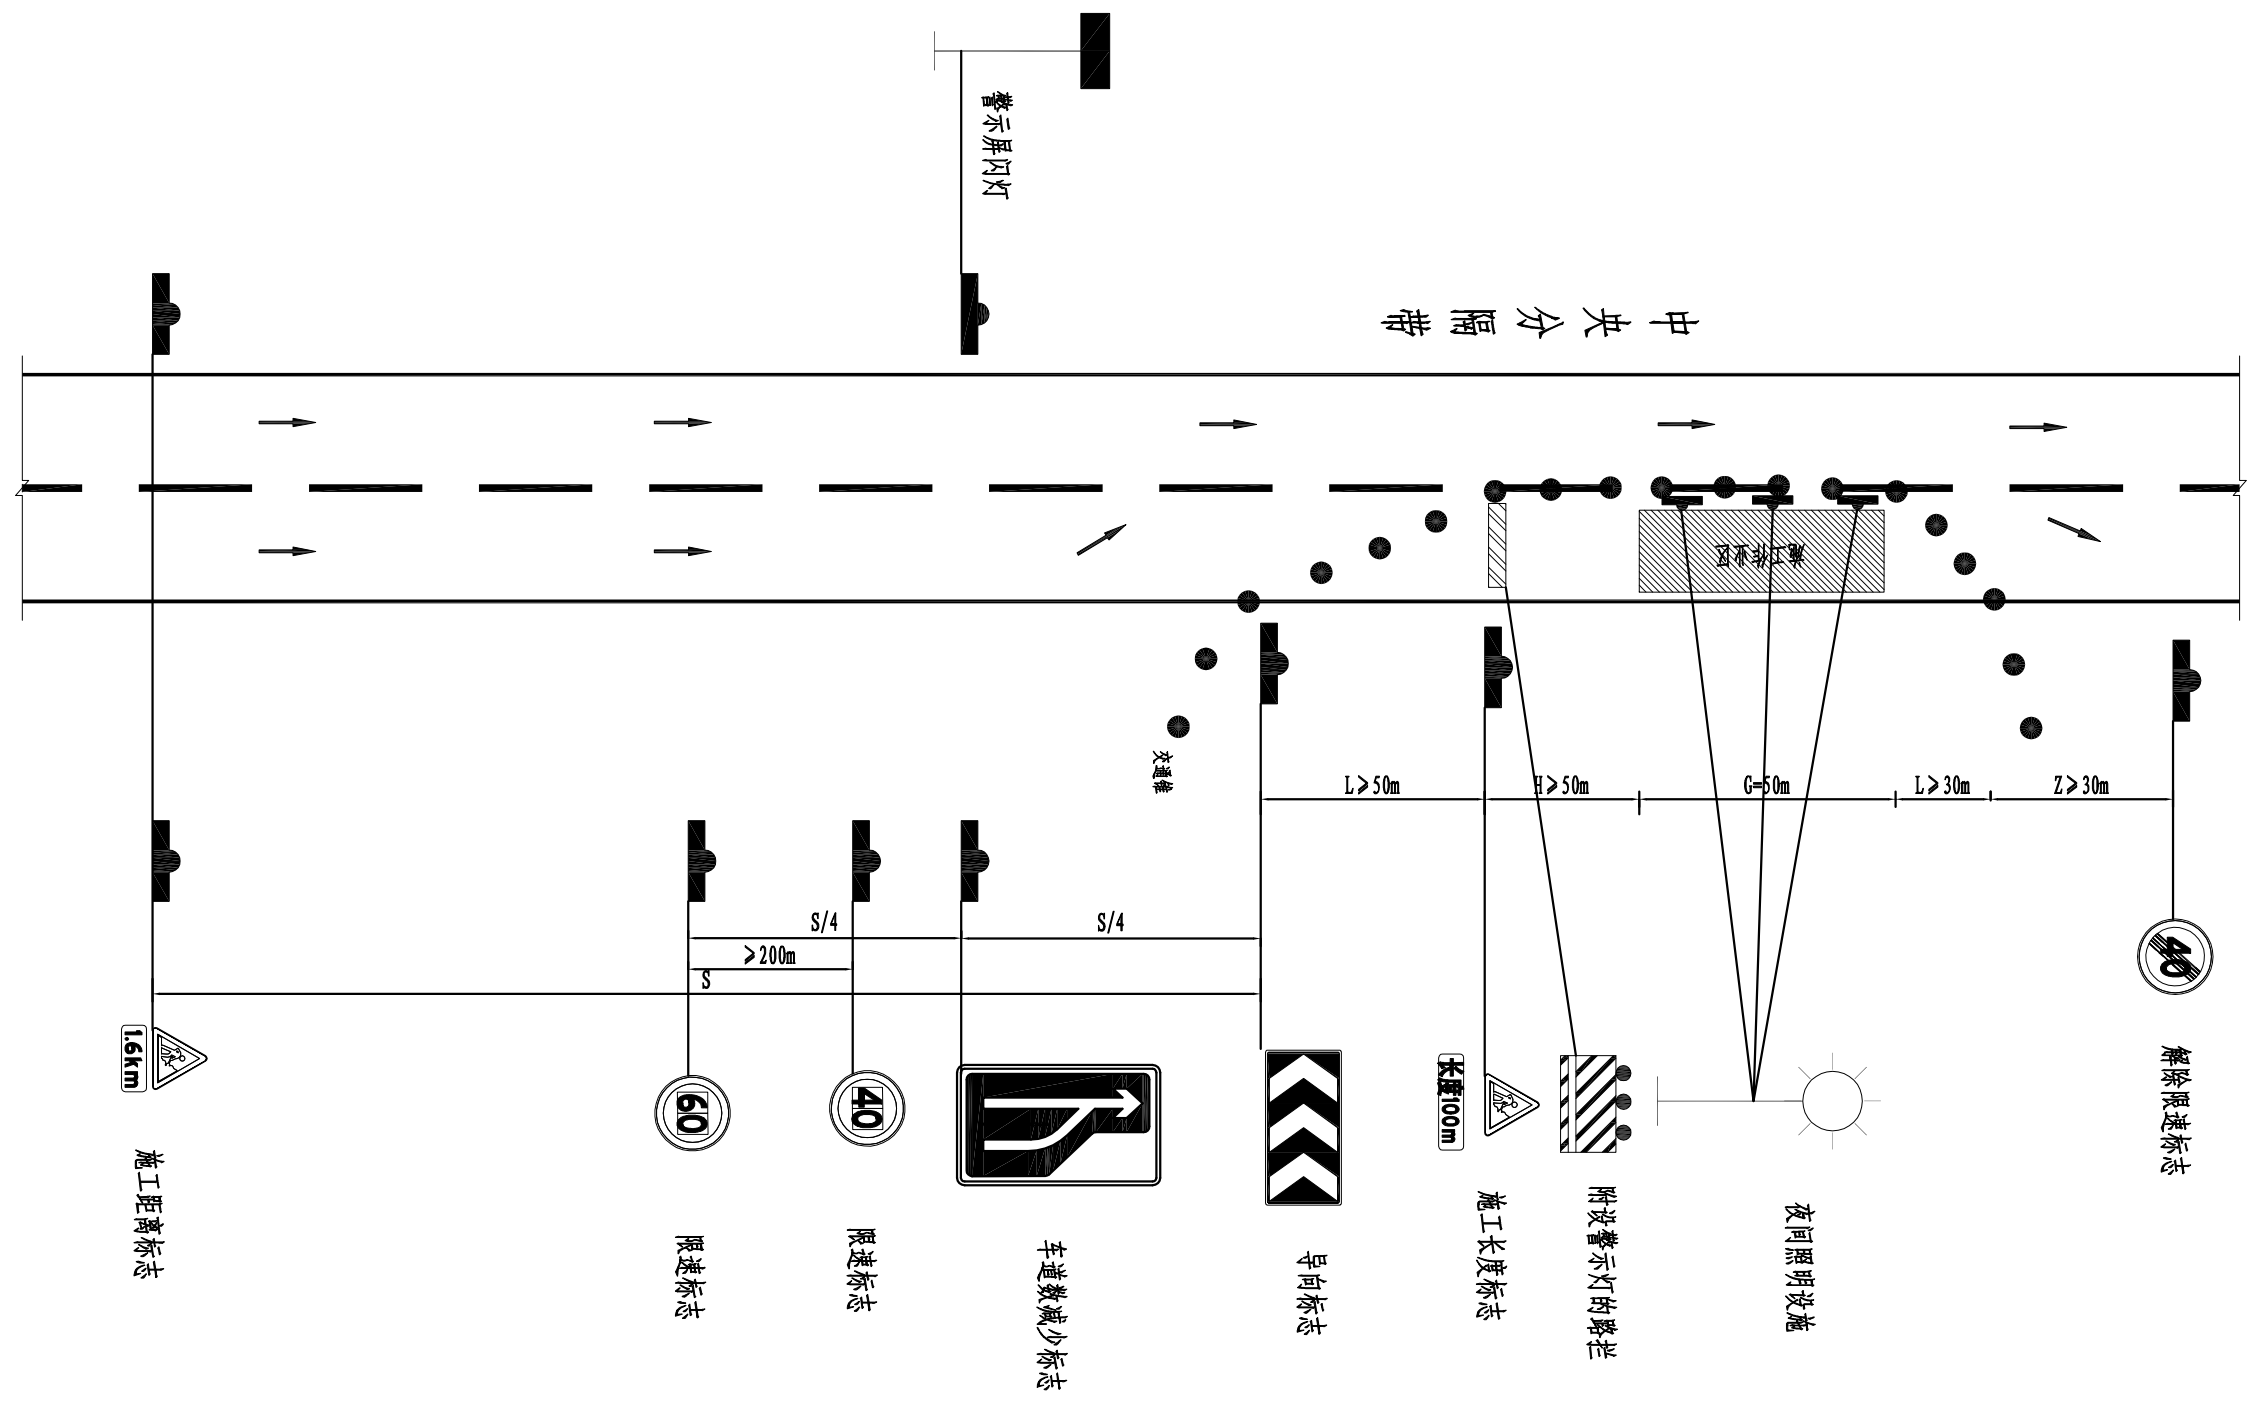 警示屏闪灯
中央分隔带
施工作业区
交通锥
L≥50m
H≥50m
G=50m
L≥30m
Z≥30m
S/4
S/4
≥200m
S
1.6km
60
40
长度100m
40
施工距离标志
限速标志
限速标志
车道数减少标志
导向标志
施工长度标志
附设警示灯的路拦
夜间照明设施
解除限速标志